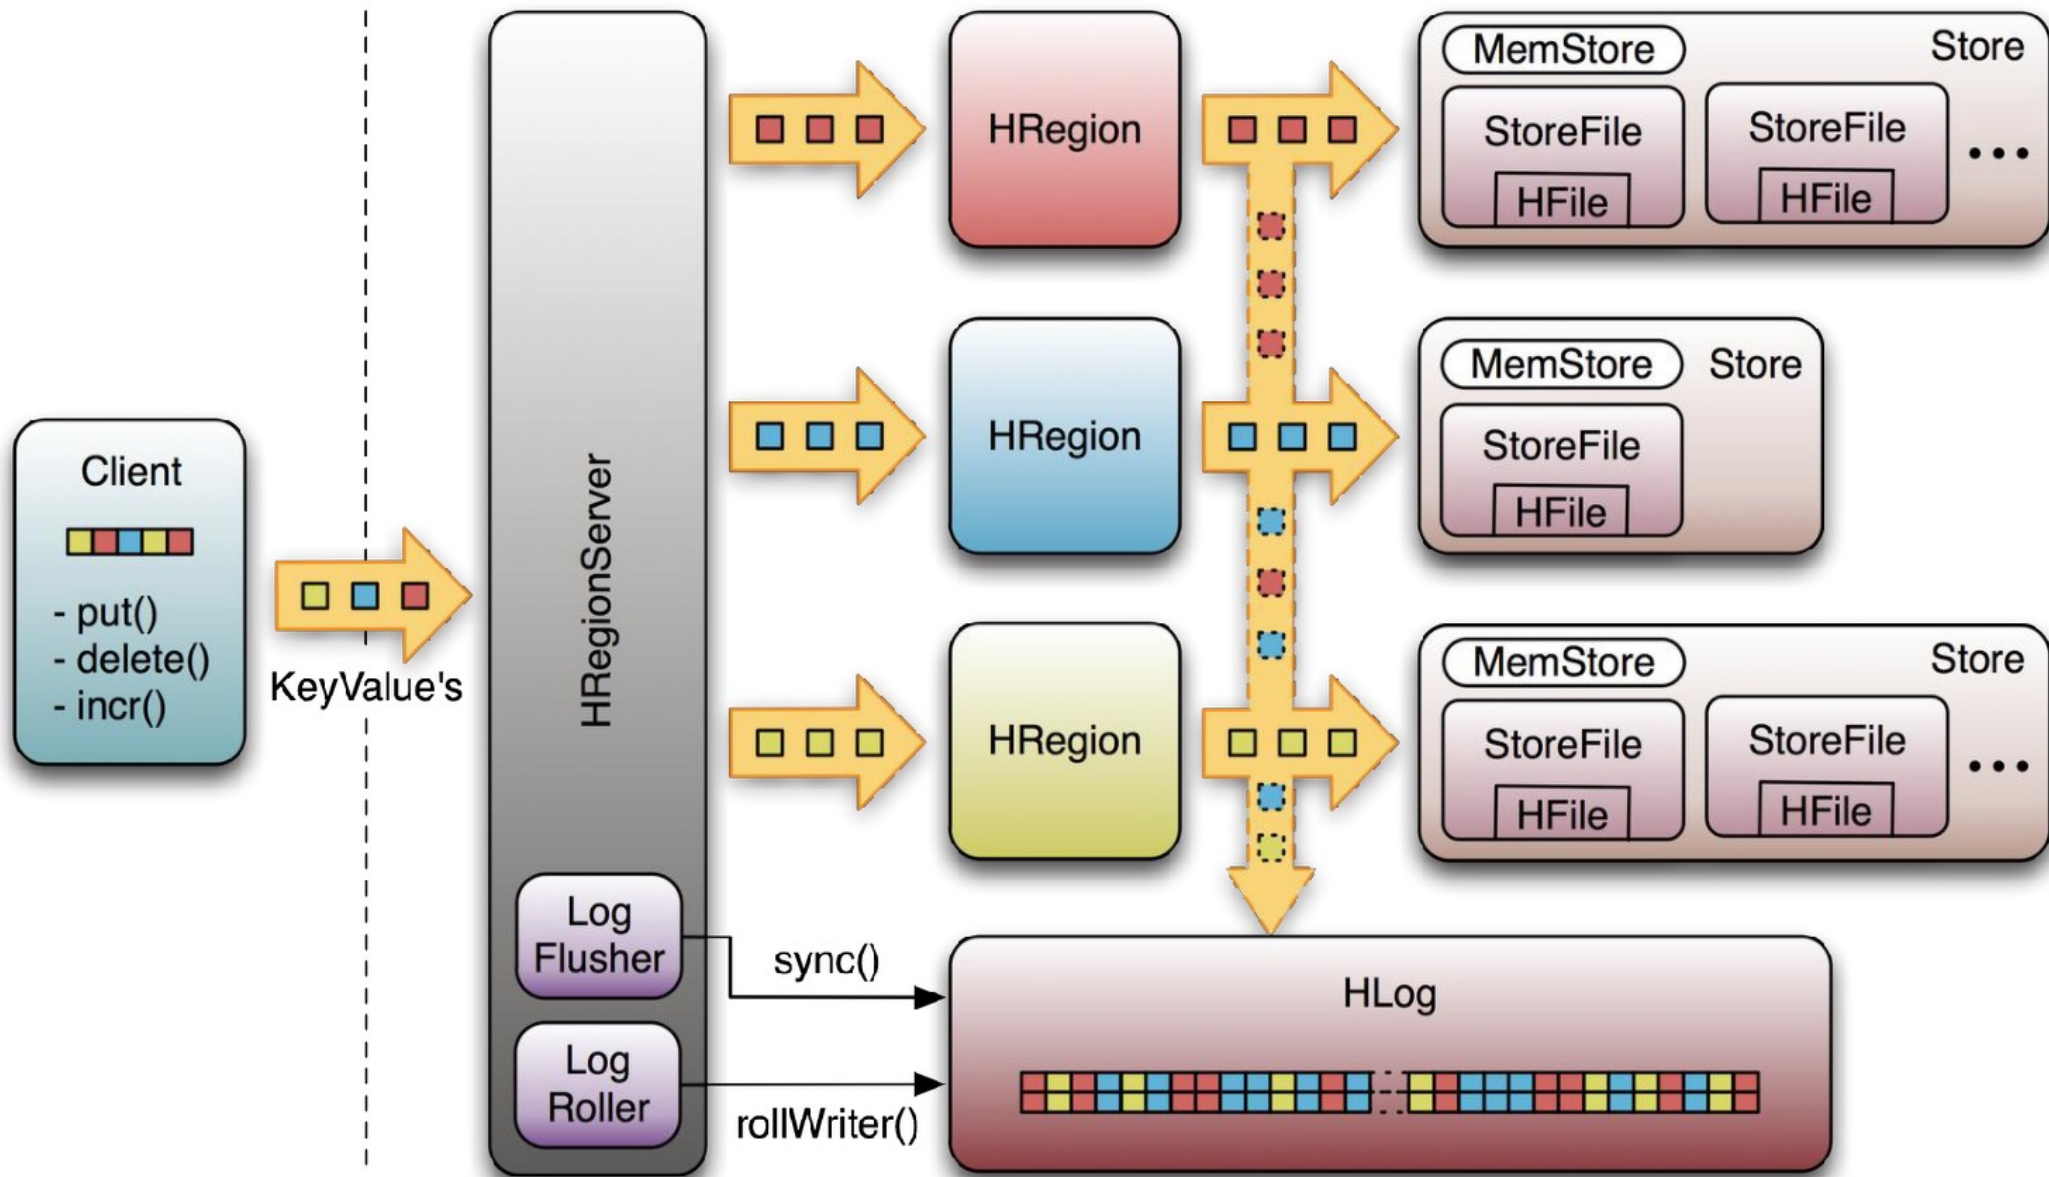 Client
- put()
- delete()
- incr()
KeyValue's
HRegionServer
Log
Flusher
Log
Roller
sync()
rollWriter()
HRegion
MemStore
Store
StoreFile
HFile
StoreFile
HFile
...
HRegion
MemStore
Store
StoreFile
HFile
HRegion
MemStore
Store
StoreFile
HFile
StoreFile
HFile
...
HLog